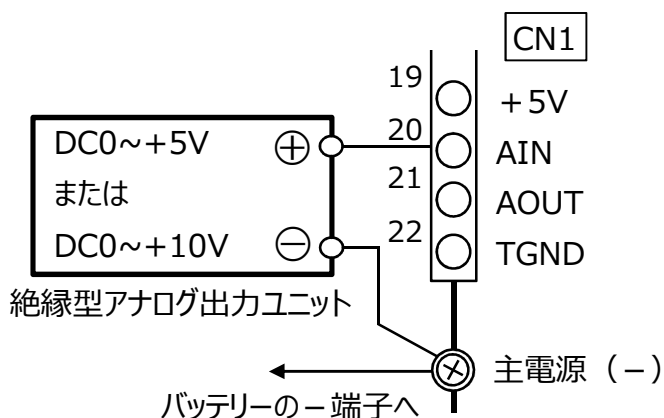 CN1
19
+5V
DC0~+5V
⊕
20
AIN
または
21
AOUT
DC0~+10V
⊖
22
TGND
絶縁型アナログ出力ユニット
主電源（−）
バッテリーの−端子へ